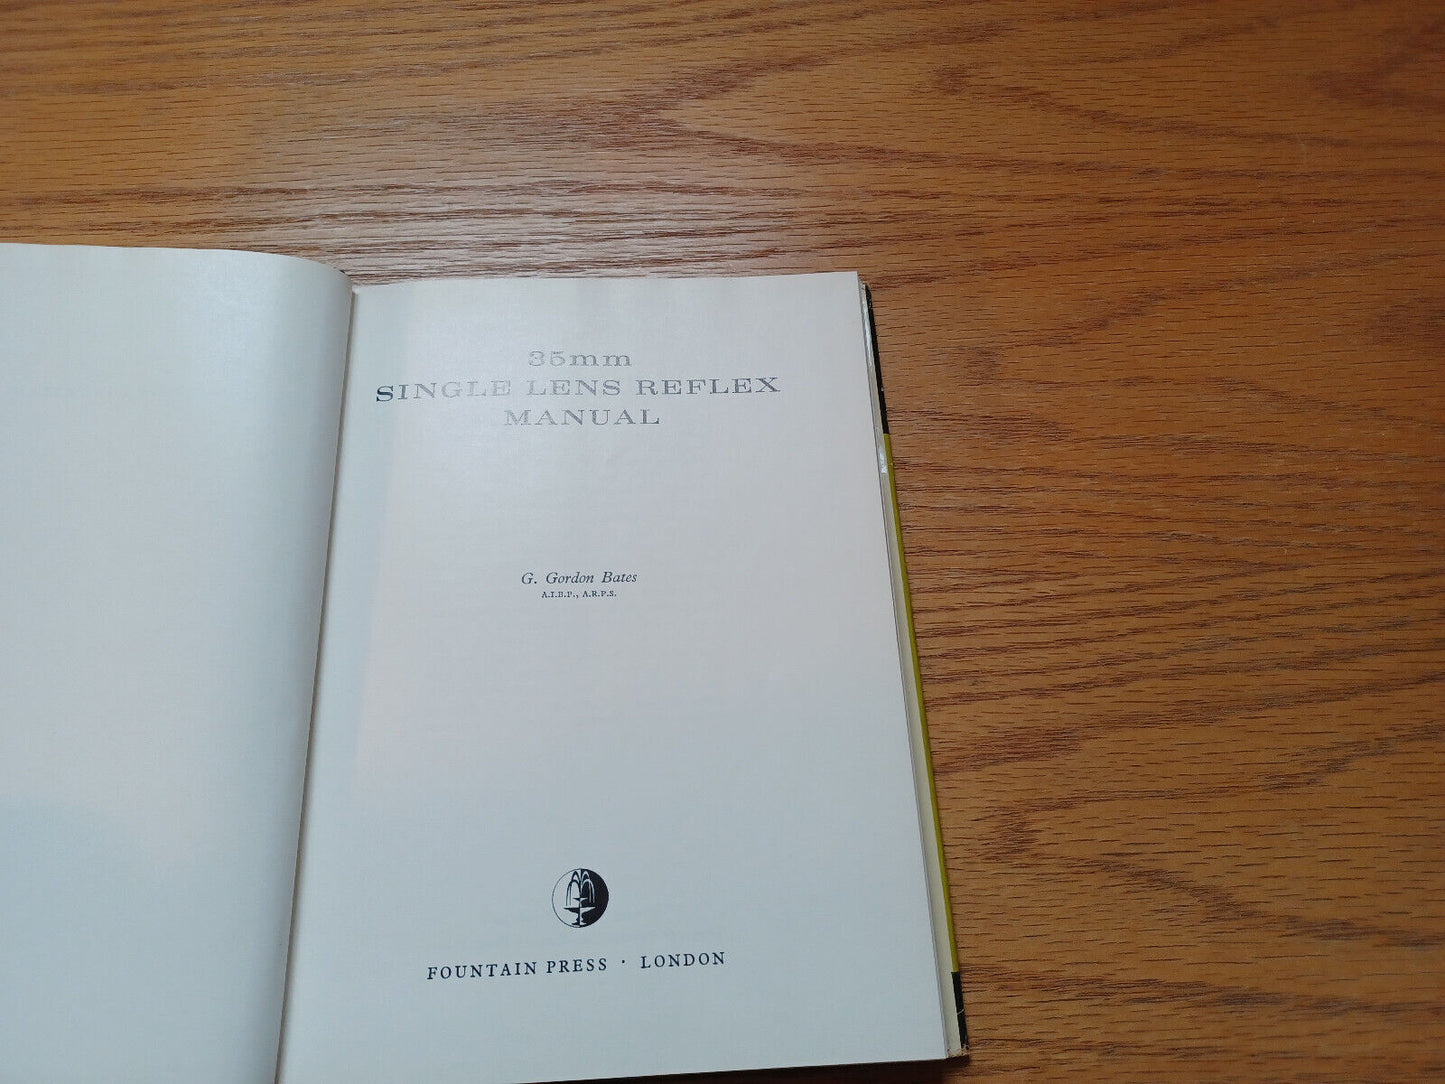 35mm
SINGLE LENS REFLEX
MANUAL
G. Gordon Bates
A.I.B.P., A.R.P.S.
FOUNTAIN PRESS · LONDON